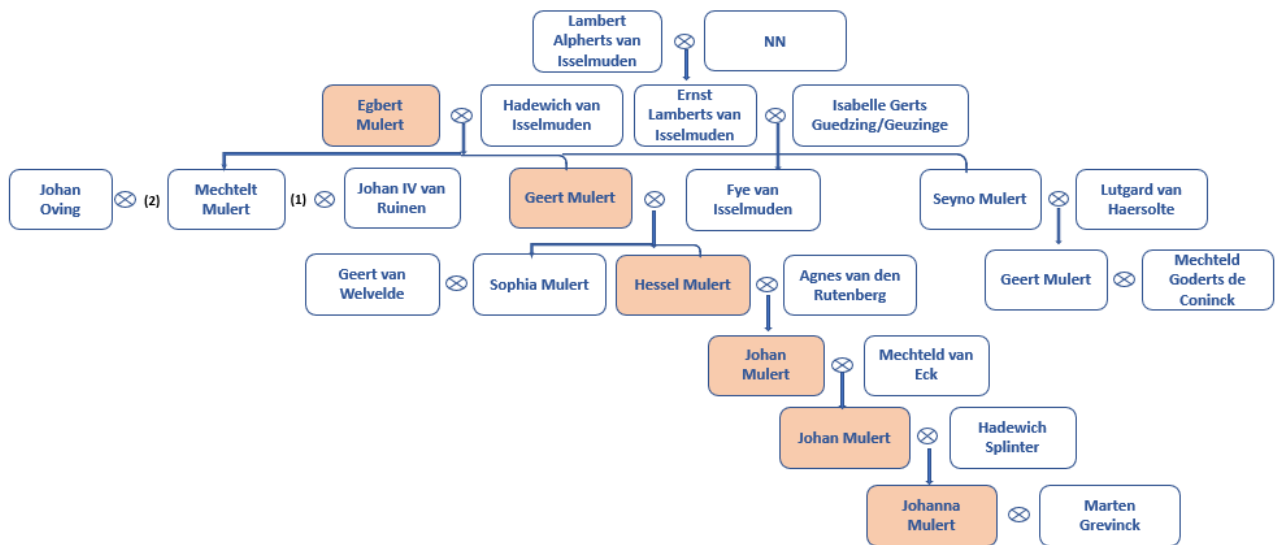 Lambert
Alpherts van
Isselmuden
NN
Egbert
Mulert
Hadewich van
Isselmuden
Ernst
Lamberts van
Isselmuden
Isabelle Gerts
Guedzing/Geuzinge
Johan
Oving
(2)
Mechtelt
Mulert
(1)
Johan IV van
Ruinen
Geert Mulert
Fye van
Isselmuden
Seyno Mulert
Lutgard van
Haersolte
Geert van
Welvelde
Sophia Mulert
Hessel Mulert
Agnes van den
Rutenberg
Geert Mulert
Mechteld
Goderts de
Coninck
Johan
Mulert
Mechteld van
Eck
Johan Mulert
Hadewich
Splinter
Johanna
Mulert
Marten
Grevinck